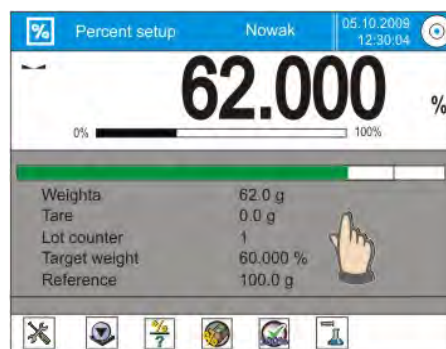 % Percent setup Nowak 05.10.2009
12:30:04
62.000 %
0% 100%
Weighta 62.0 g
Tare 0.0 g
Lot counter 1
Target weight 60.000 %
Reference 100.0 g
%
?